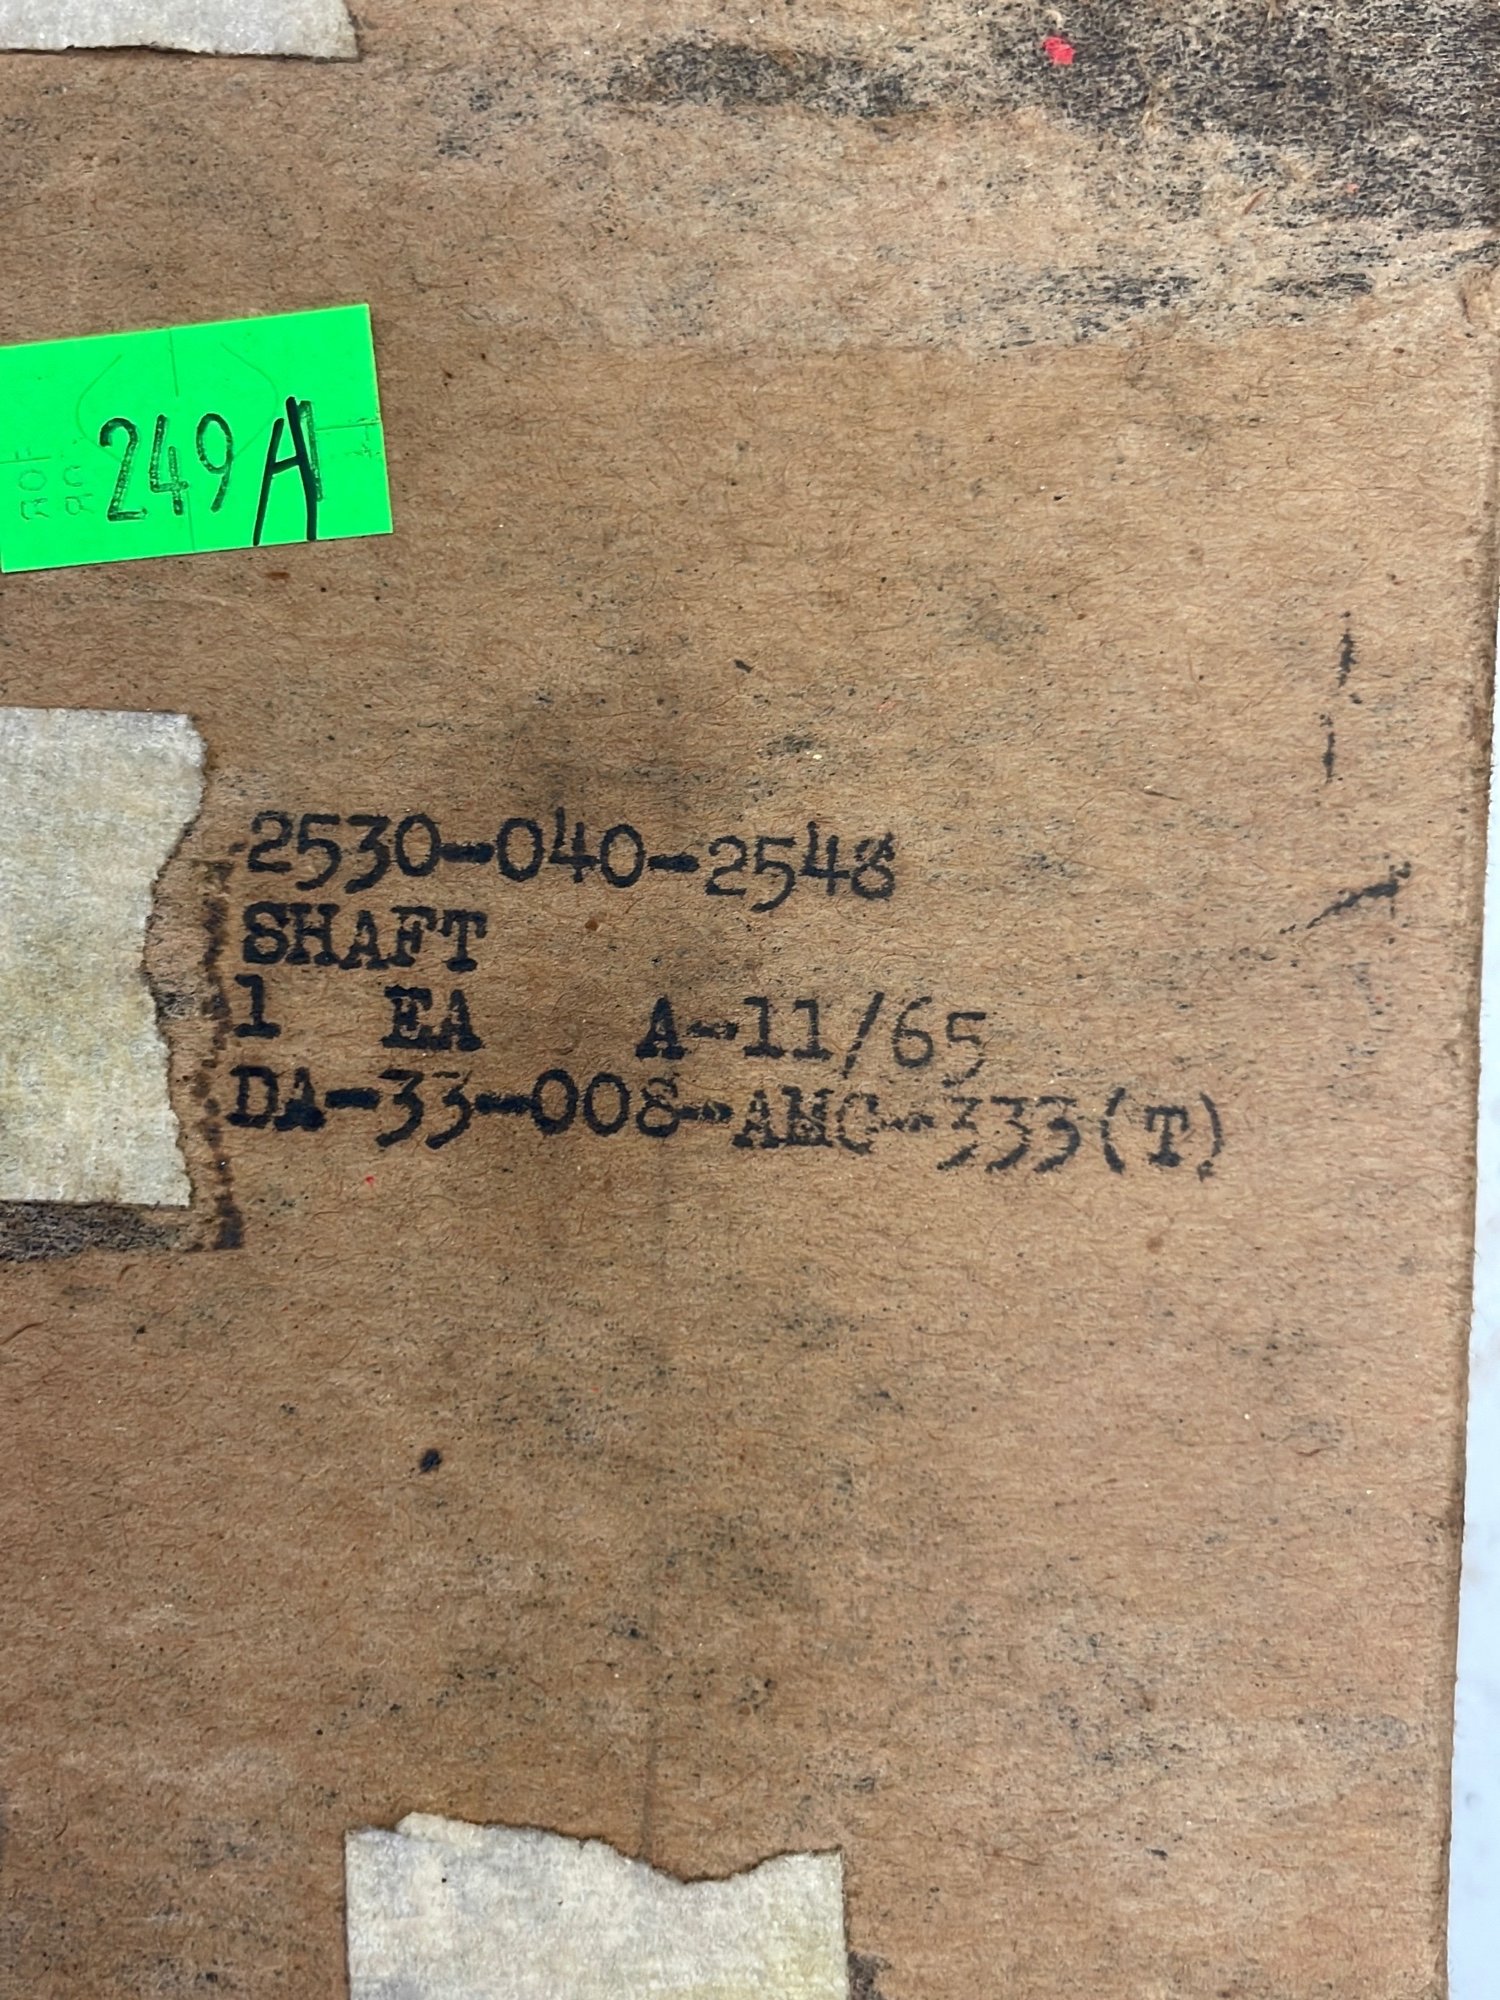 249A
2530-040-2548
SHAFT
1 EA A-11/65
DA-33-008-AMC-333(T)